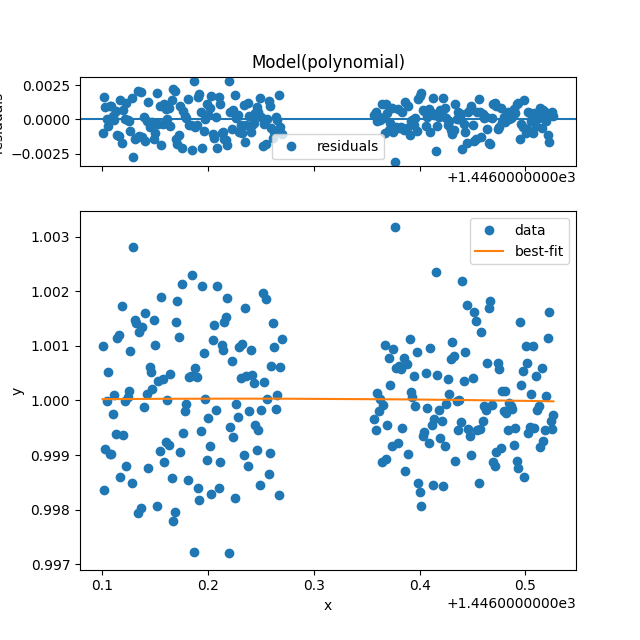 Model(polynomial)
0.0025
0.0000
−0.0025
residuals
+1.4460000000e3
1.003
1.002
1.001
1.000
0.999
0.998
0.997
y
data
best-fit
0.1
0.2
0.3
0.4
0.5
x
+1.4460000000e3